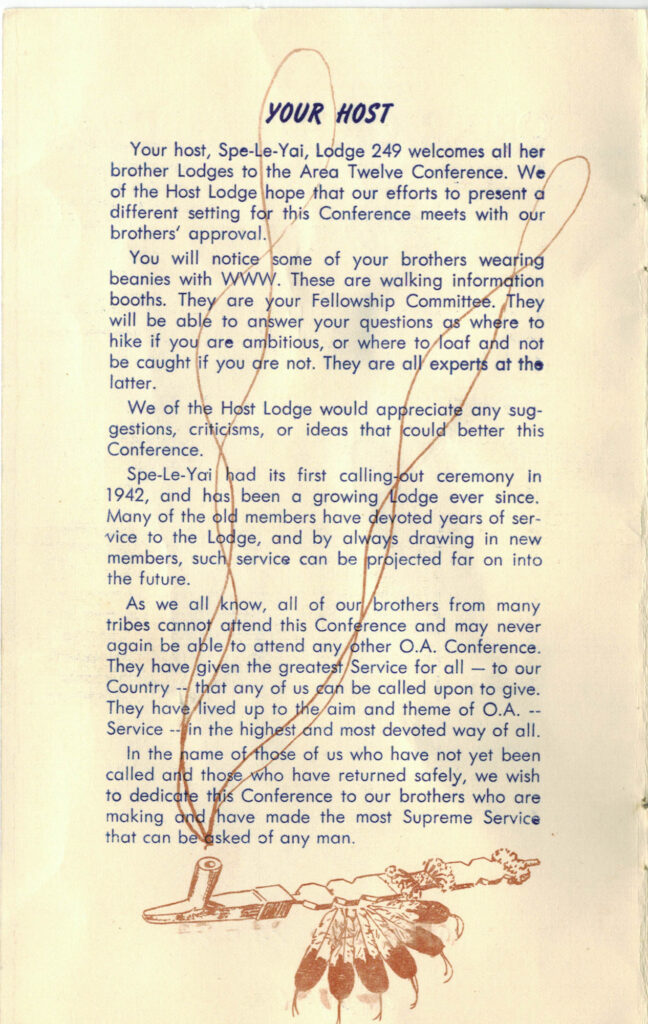 YOUR HOST
Your host, Spe-Le-Yai, Lodge 249 welcomes all her
brother Lodges to the Area Twelve Conference. We
of the Host Lodge hope that our efforts to present a
different setting for this Conference meets with our
brothers' approval.
You will notice some of your brothers wearing
beanies with WWW. These are walking information
booths. They are your Fellowship Committee. They
will be able to answer your questions as where to
hike if you are ambitious, or where to loaf and not
be caught if you are not. They are all experts at the
latter.
We of the Host Lodge would appreciate any sug-
gestions, criticisms, or ideas that could better this
Conference.
Spe-Le-Yai had its first calling-out ceremony in
1942, and has been a growing Lodge ever since.
Many of the old members have devoted years of ser-
vice to the Lodge, and by always drawing in new
members, such service can be projected far on into
the future.
As we all know, all of our brothers from many
tribes cannot attend this Conference and may never
again be able to attend any other O.A. Conference.
They have given the greatest Service for all — to our
Country -- that any of us can be called upon to give.
They have lived up to the aim and theme of O.A. --
Service -- in the highest and most devoted way of all.
In the name of those of us who have not yet been
called and those who have returned safely, we wish
to dedicate this Conference to our brothers who are
making and have made the most Supreme Service
that can be asked of any man.